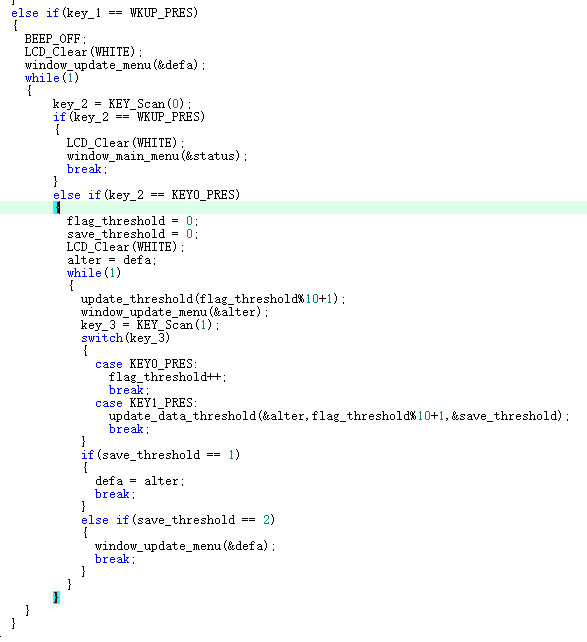 }
else if(key_1 == WKUP_PRES)
{
BEEP_OFF;
LCD_Clear(WHITE);
window_update_menu(&defa);
while(1)
{
key_2 = KEY_Scan(0);
if(key_2 == WKUP_PRES)
{
LCD_Clear(WHITE);
window_main_menu(&status);
break;
}
else if(key_2 == KEY0_PRES)
{
flag_threshold = 0;
save_threshold = 0;
LCD_Clear(WHITE);
alter = defa;
while(1)
{
update_threshold(flag_threshold%10+1);
window_update_menu(&alter);
key_3 = KEY_Scan(1);
switch(key_3)
{
case KEY0_PRES:
flag_threshold++;
break;
case KEY1_PRES:
update_data_threshold(&alter,flag_threshold%10+1,&save_threshold);
break;
}
if(save_threshold == 1)
{
defa = alter;
break;
}
else if(save_threshold == 2)
{
window_update_menu(&defa);
break;
}
}
}
}
}